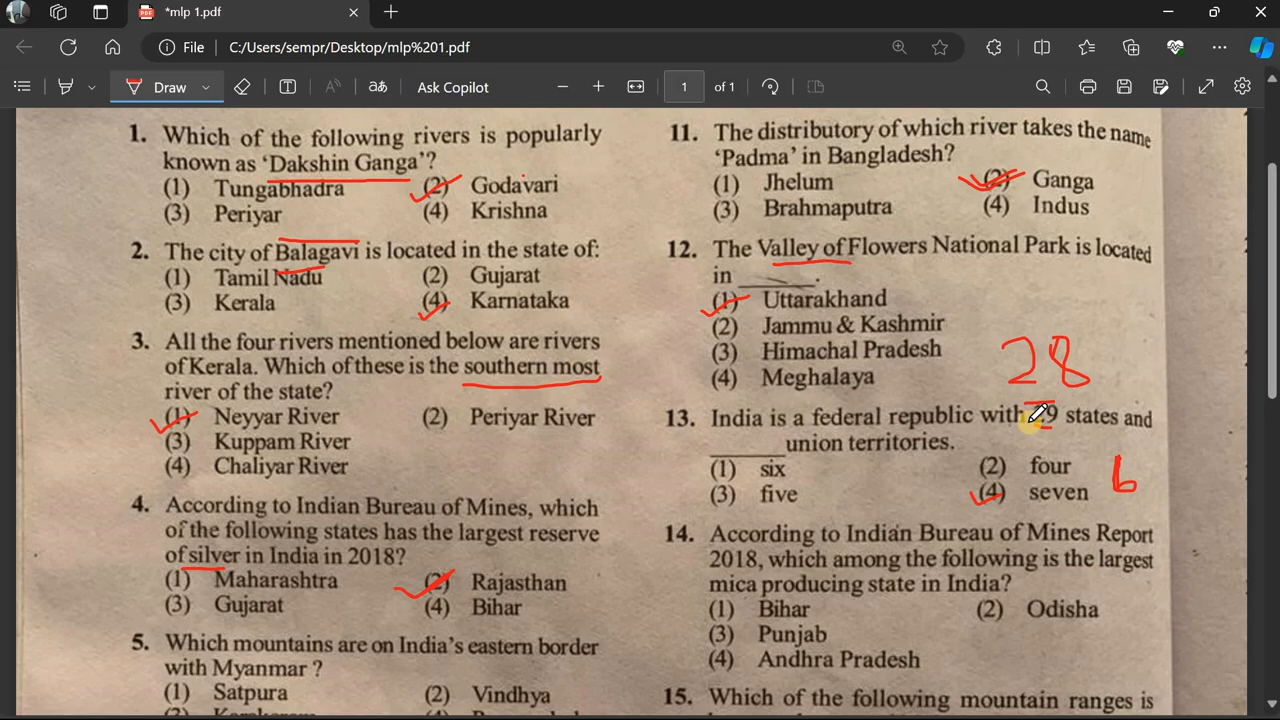 *mlp 1.pdf
File
C:/Users/sempr/Desktop/mlp%201.pdf
Draw
aあ
Ask Copilot
1
of 1
1. Which of the following rivers is popularly
known as 'Dakshin Ganga'?
(1) Tungabhadra (2) Godavari
(3) Periyar (4) Krishna
2. The city of Balagavi is located in the state of:
(1) Tamil Nadu (2) Gujarat
(3) Kerala (4) Karnataka
3. All the four rivers mentioned below are rivers
of Kerala. Which of these is the southern most
river of the state?
(1) Neyyar River (2) Periyar River
(3) Kuppam River
(4) Chaliyar River
4. According to Indian Bureau of Mines, which
of the following states has the largest reserve
of silver in India in 2018?
(1) Maharashtra (2) Rajasthan
(3) Gujarat (4) Bihar
5. Which mountains are on India's eastern border
with Myanmar ?
(1) Satpura (2) Vindhya
11. The distributory of which river takes the name
'Padma' in Bangladesh?
(1) Jhelum (2) Ganga
(3) Brahmaputra (4) Indus
12. The Valley of Flowers National Park is located
in ______.
(1) Uttarakhand
(2) Jammu & Kashmir
(3) Himachal Pradesh
(4) Meghalaya
28
13. India is a federal republic with 29 states and
______ union territories.
(1) six (2) four
(3) five (4) seven
6
14. According to Indian Bureau of Mines Report
2018, which among the following is the largest
mica producing state in India?
(1) Bihar (2) Odisha
(3) Punjab
(4) Andhra Pradesh
15. Which of the following mountain ranges is